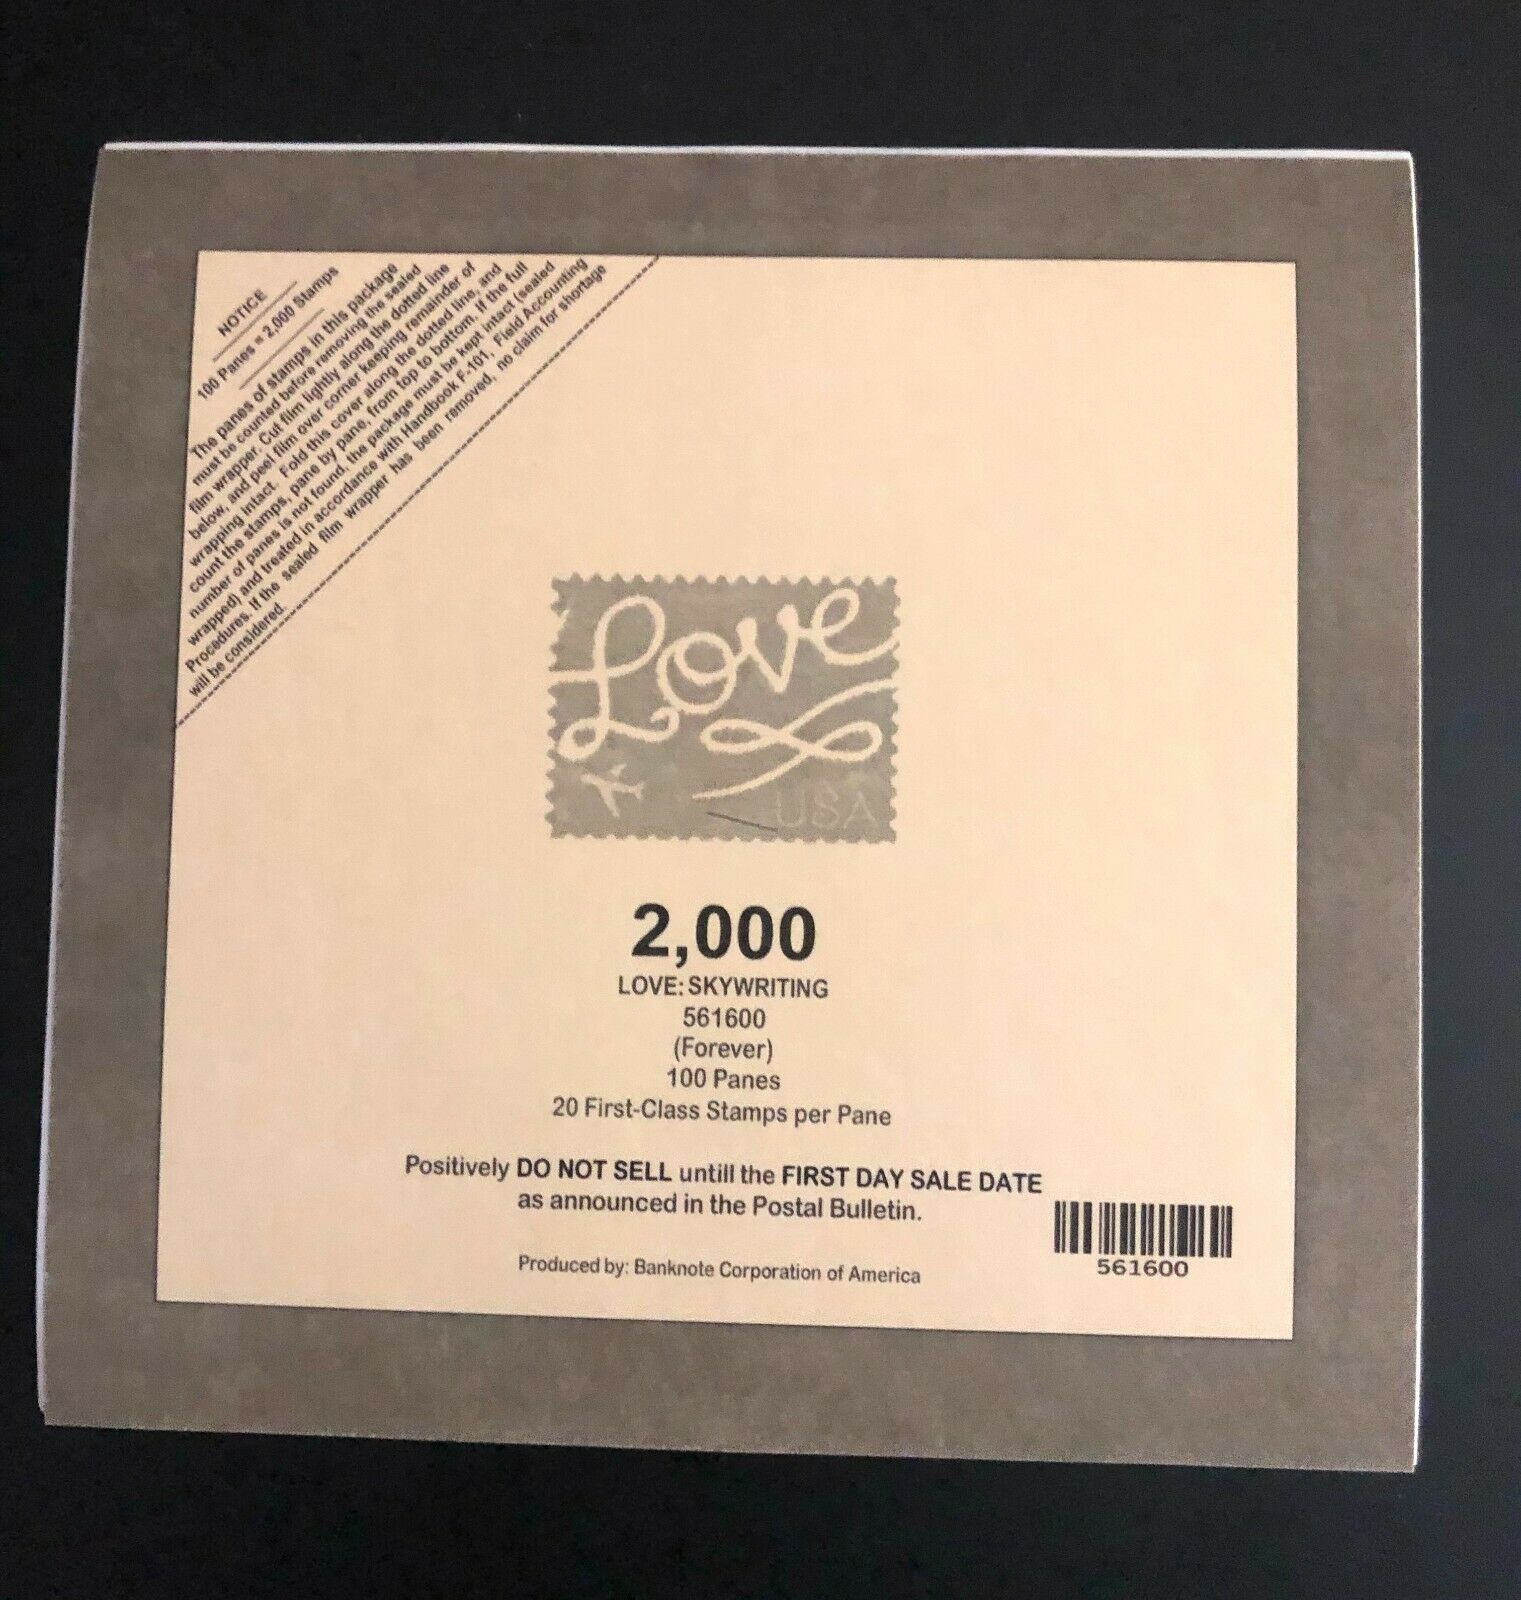 NOTICE
100 Panes = 2,000 Stamps
The panes of stamps in this package
must be counted before removing the sealed
film wrapper. Cut film lightly along the dotted line
below, and peel film over corner keeping remainder of
wrapping intact. Fold this cover along the dotted line, and
count the stamps, pane by pane, from top to bottom. If the full
number of panes is not found, the package must be kept intact (sealed
wrapped) and treated in accordance with Handbook F-101, Field Accounting
Procedures. If the sealed film wrapper has been removed, no claim for shortage
will be considered.
Love
USA
2,000
LOVE: SKYWRITING
561600
(Forever)
100 Panes
20 First-Class Stamps per Pane
Positively DO NOT SELL untill the FIRST DAY SALE DATE
as announced in the Postal Bulletin.
Produced by: Banknote Corporation of America
561600